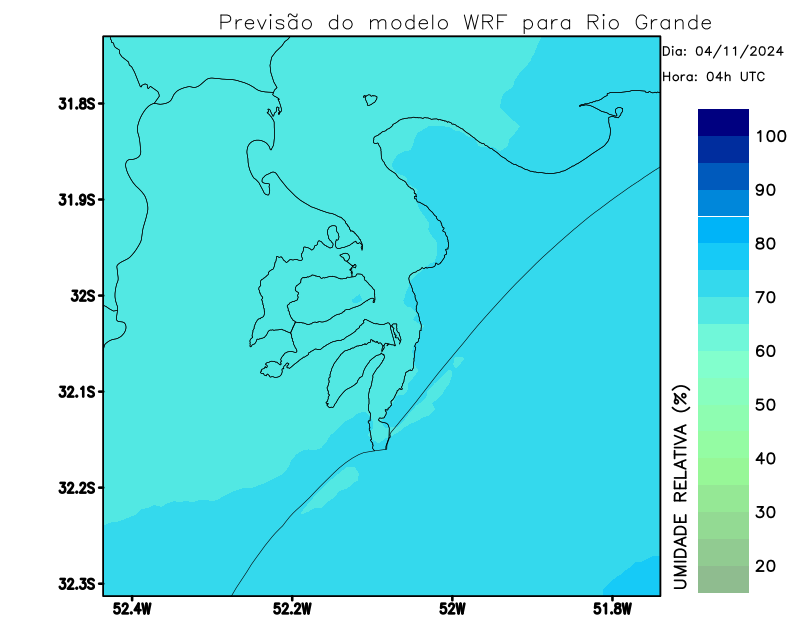 Previsão do modelo WRF para Rio Grande
Dia: 04/11/2024
Hora: 04h UTC
31.8S
31.9S
32S
32.1S
32.2S
32.3S
52.4W
52.2W
52W
51.8W
100
90
80
70
60
50
40
30
20
UMIDADE RELATIVA (%)